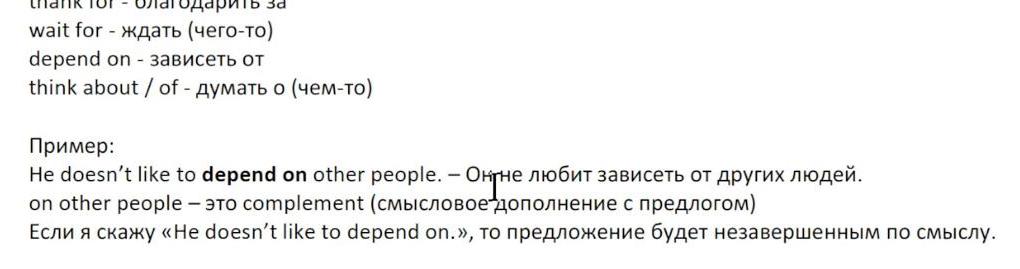 thank for - благодарить за
wait for - ждать (чего-то)
depend on - зависеть от
think about / of - думать о (чем-то)
Пример:
He doesn’t like to depend on other people. – Он не любит зависеть от других людей.
on other people – это complement (смысловое дополнение с предлогом)
Если я скажу «He doesn’t like to depend on.», то предложение будет незавершенным по смыслу.